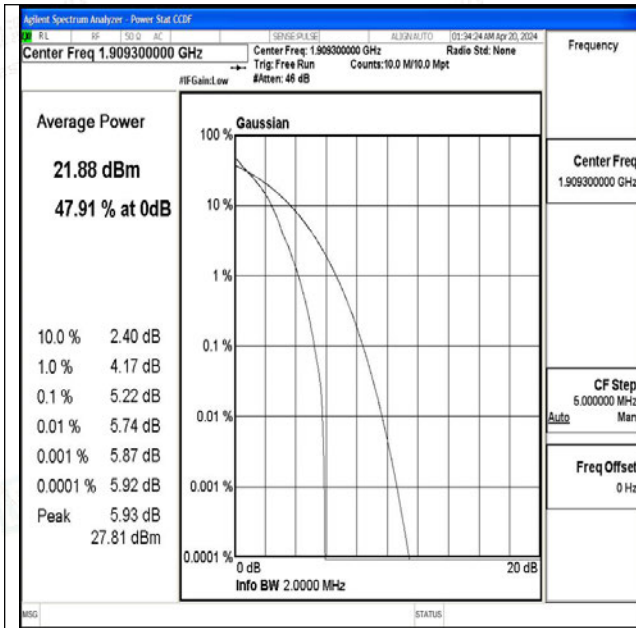 Agilent Spectrum Analyzer - Power Stat CCDF
RL RF 50 Ω AC SENSE:PULSE ALIGN AUTO 01:34:24 AM Apr 20, 2024
Center Freq 1.909300000 GHz
Center Freq: 1.909300000 GHz Radio Std: None
Trig: Free Run Counts:10.0 M/10.0 Mpt
#IFGain:Low #Atten: 46 dB
Frequency
Average Power
21.88 dBm
47.91 % at 0dB
10.0 % 2.40 dB
1.0 % 4.17 dB
0.1 % 5.22 dB
0.01 % 5.74 dB
0.001 % 5.87 dB
0.0001 % 5.92 dB
Peak 5.93 dB
27.81 dBm
Gaussian
100 %
10 %
1 %
0.1 %
0.01 %
0.001 %
0.0001 %
0 dB 20 dB
Info BW 2.0000 MHz
Center Freq
1.909300000 GHz
CF Step
5.000000 MHz
Auto Man
Freq Offset
0 Hz
MSG STATUS